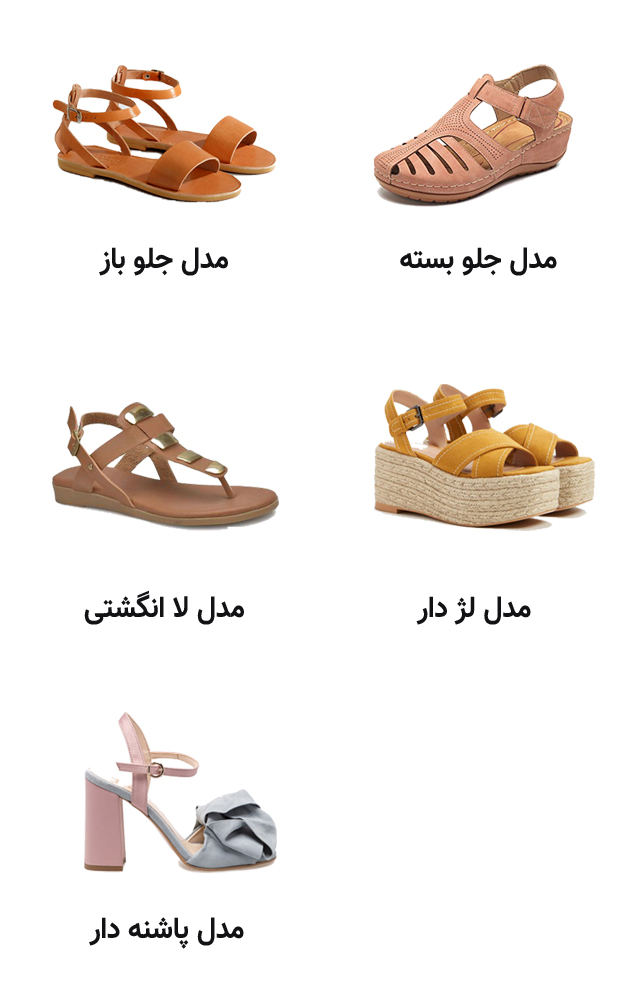 مدل جلو بسته
مدل جلو باز
مدل لژ دار
مدل لا انگشتی
مدل پاشنه دار